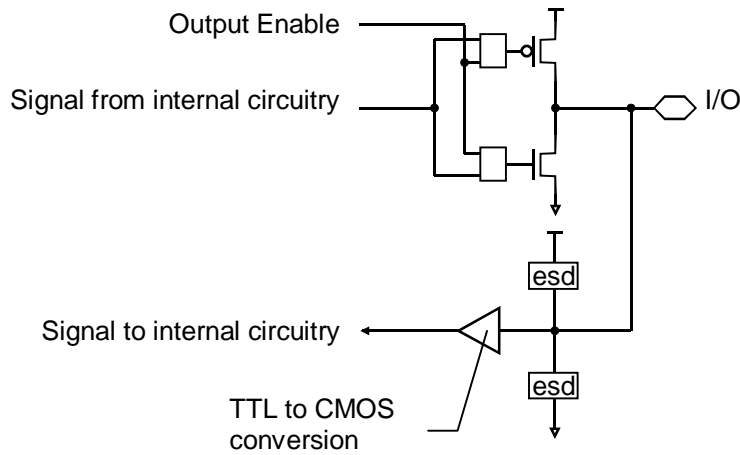 Output Enable
Signal from internal circuitry
I/O
esd
Signal to internal circuitry
esd
TTL to CMOS
conversion